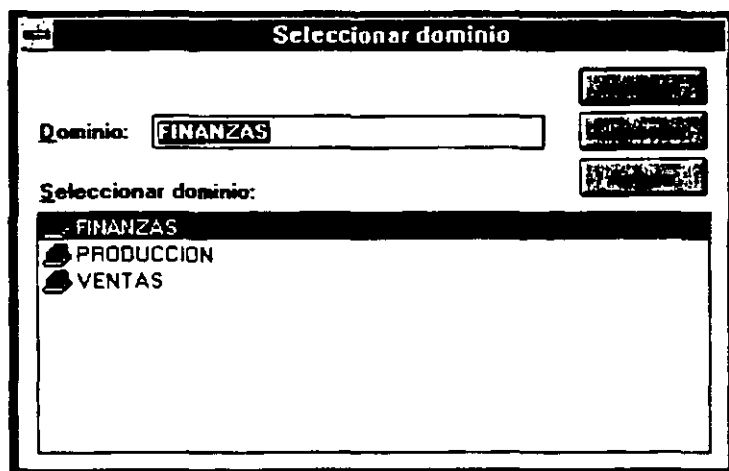 Seleccionar dominio
Dominio: FINANZAS
Seleccionar dominio:
FINANZAS
PRODUCCION
VENTAS